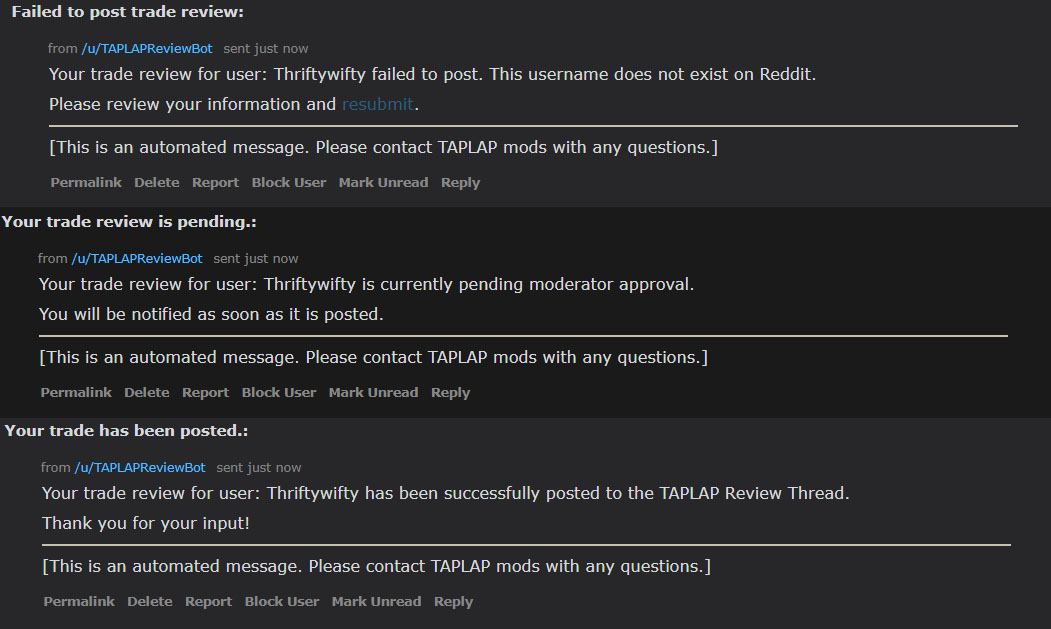 Failed to post trade review:
from /u/TAPLAPReviewBot sent just now
Your trade review for user: Thriftywifty failed to post. This username does not exist on Reddit.
Please review your information and resubmit.
[This is an automated message. Please contact TAPLAP mods with any questions.]
Permalink Delete Report Block User Mark Unread Reply
Your trade review is pending.:
from /u/TAPLAPReviewBot sent just now
Your trade review for user: Thriftywifty is currently pending moderator approval.
You will be notified as soon as it is posted.
[This is an automated message. Please contact TAPLAP mods with any questions.]
Permalink Delete Report Block User Mark Unread Reply
Your trade has been posted.:
from /u/TAPLAPReviewBot sent just now
Your trade review for user: Thriftywifty has been successfully posted to the TAPLAP Review Thread.
Thank you for your input!
[This is an automated message. Please contact TAPLAP mods with any questions.]
Permalink Delete Report Block User Mark Unread Reply